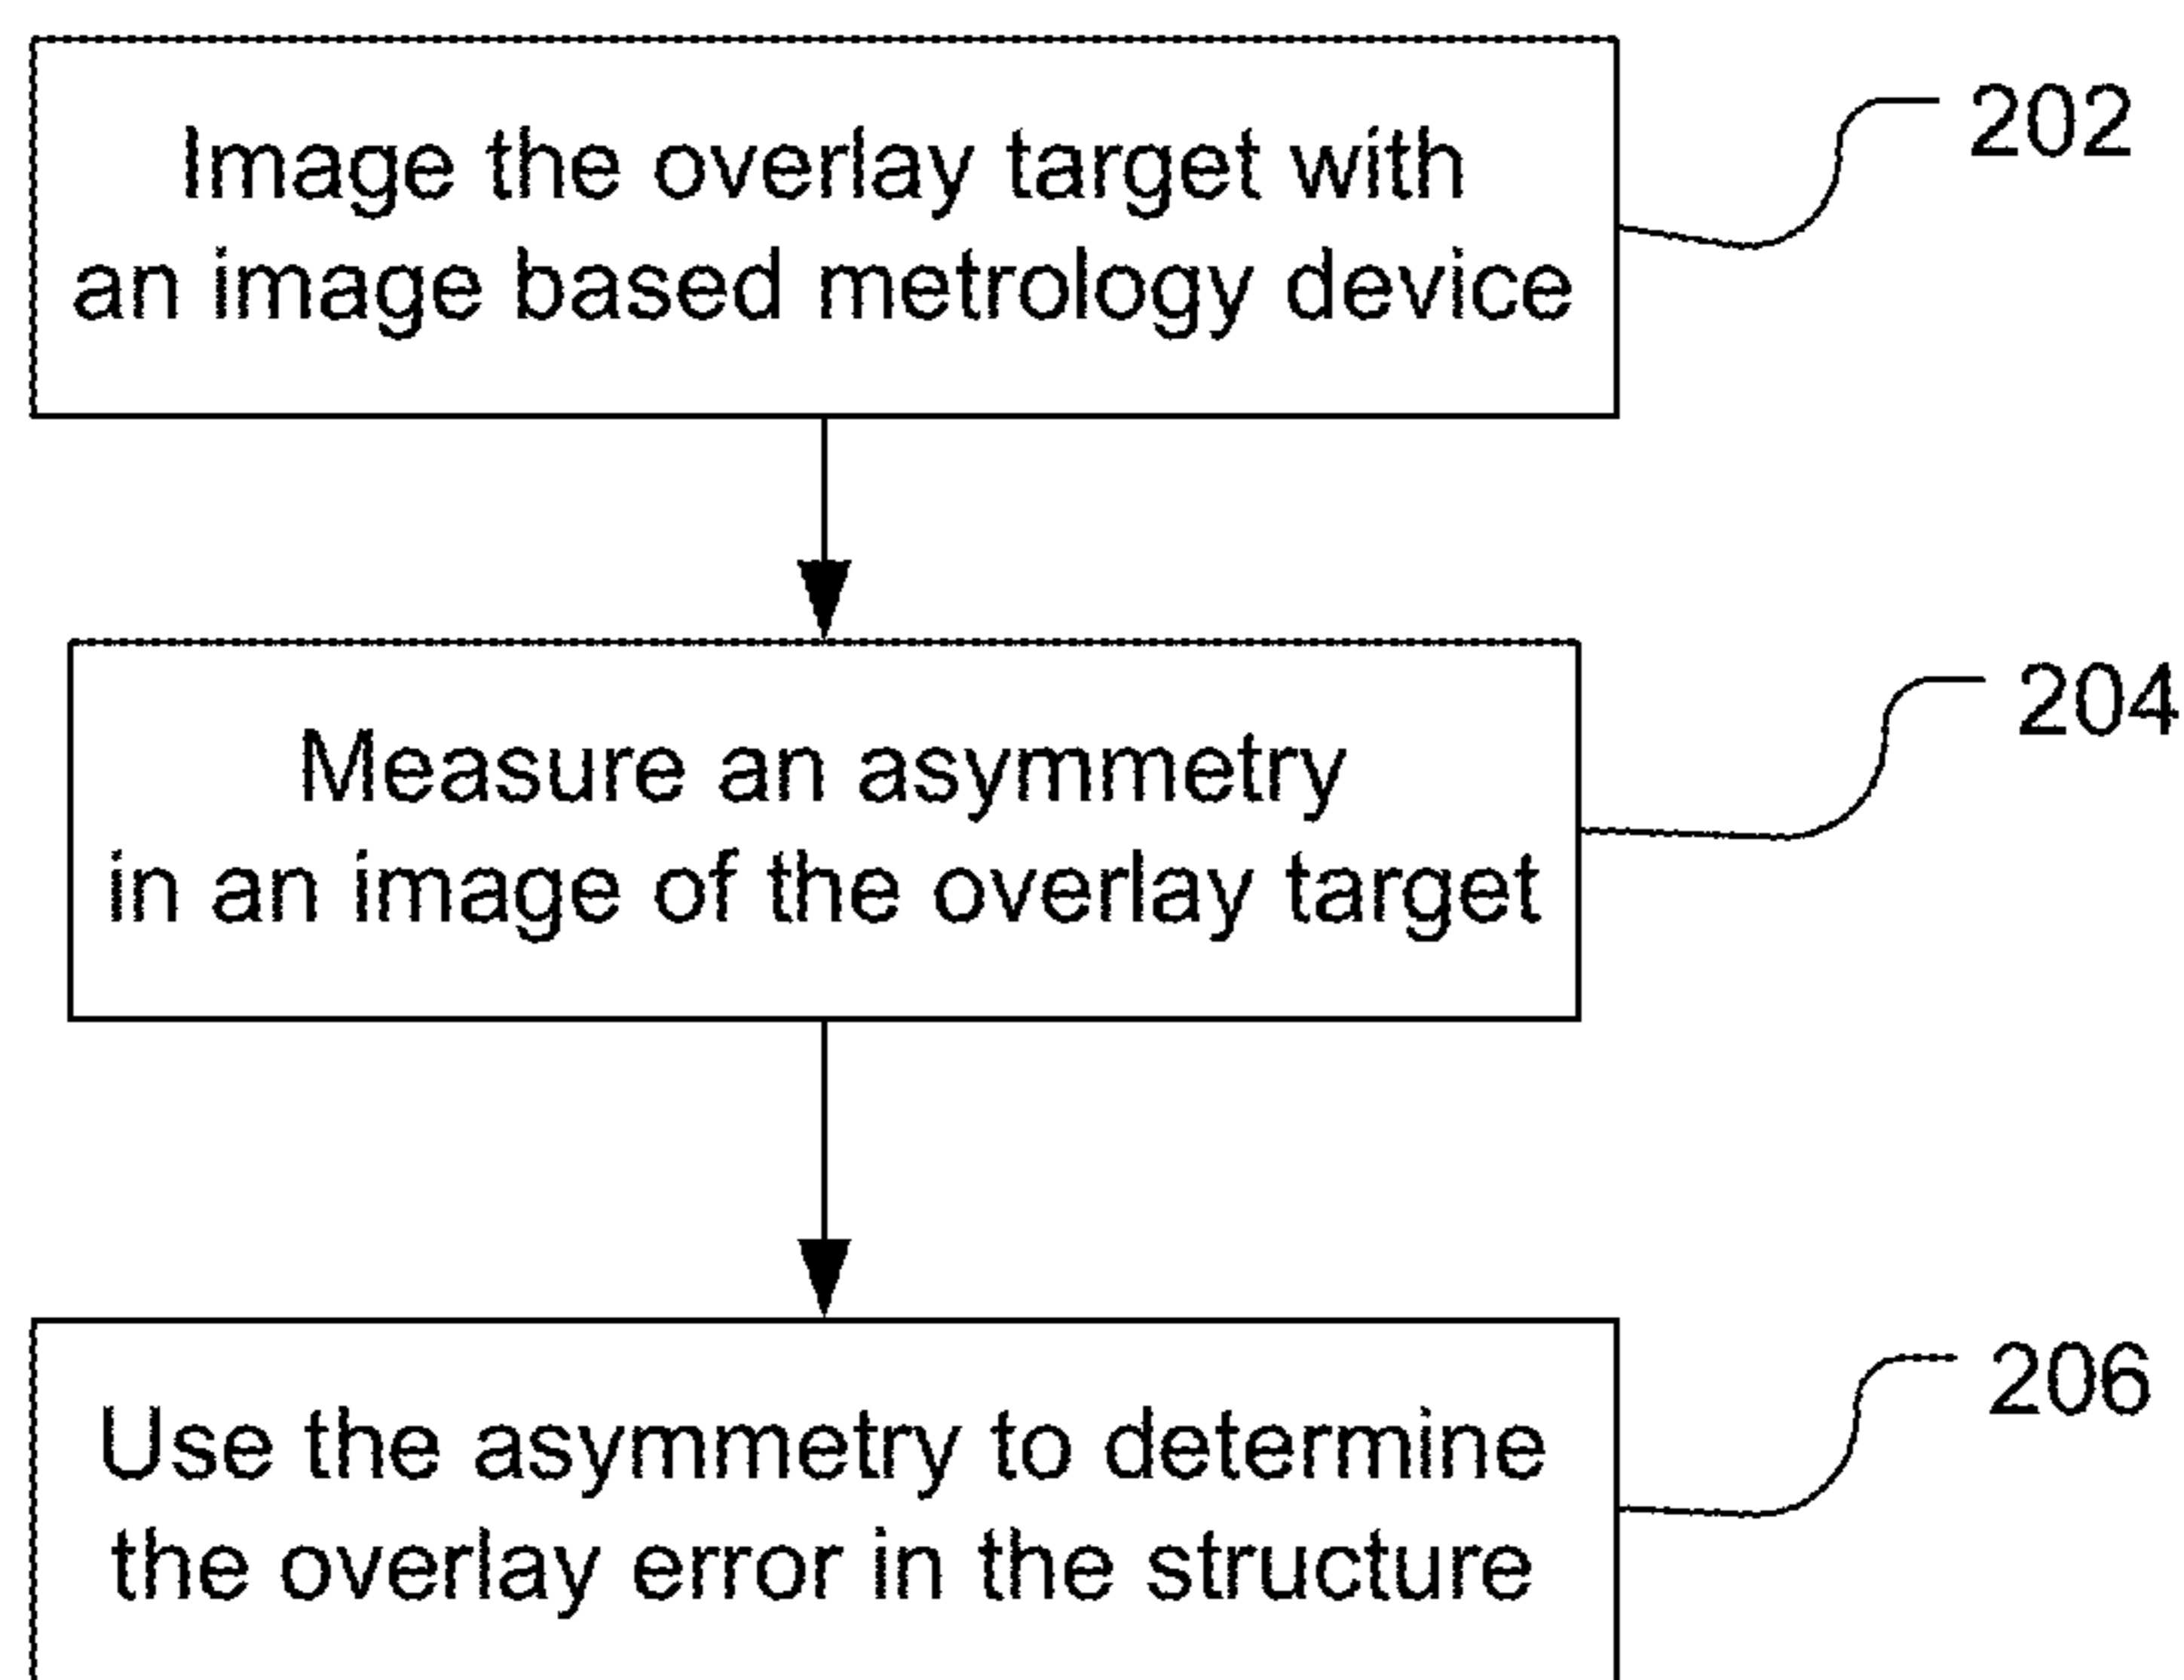 Image the overlay target with
an image based metrology device
202
Measure an asymmetry
in an image of the overlay target
204
Use the asymmetry to determine
the overlay error in the structure
206